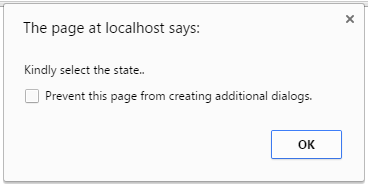 The page at localhost says:
Kindly select the state..
Prevent this page from creating additional dialogs.
OK